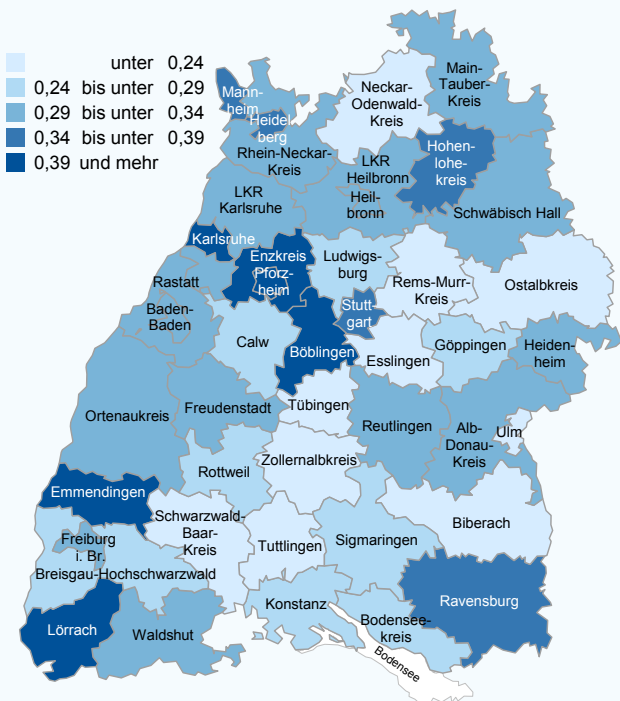 unter 0,24
0,24 bis unter 0,29
0,29 bis unter 0,34
0,34 bis unter 0,39
0,39 und mehr
Main-
Tauber-
Kreis
Neckar-
Odenwald-
Kreis
Mann-
heim
Heidel-
berg
Rhein-Neckar-
Kreis
Hohen-
lohe-
kreis
LKR
Heilbronn
Heil-
bronn
LKR
Karlsruhe
Schwäbisch Hall
Karlsruhe
Enzkreis
Pforz-
heim
Ludwigs-
burg
Rems-Murr-
Kreis
Ostalbkreis
Rastatt
Baden-
Baden
Stutt-
gart
Calw
Böblingen
Esslingen
Göppingen
Heiden-
heim
Ortenaukreis
Freudenstadt
Tübingen
Reutlingen
Alb-
Donau-
Kreis
Ulm
Rottweil
Zollernalbkreis
Emmendingen
Schwarzwald-
Baar-
Kreis
Tuttlingen
Sigmaringen
Biberach
Freiburg
i. Br.
Breisgau-Hochschwarzwald
Konstanz
Bodensee-
kreis
Ravensburg
Lörrach
Waldshut
Bodensee